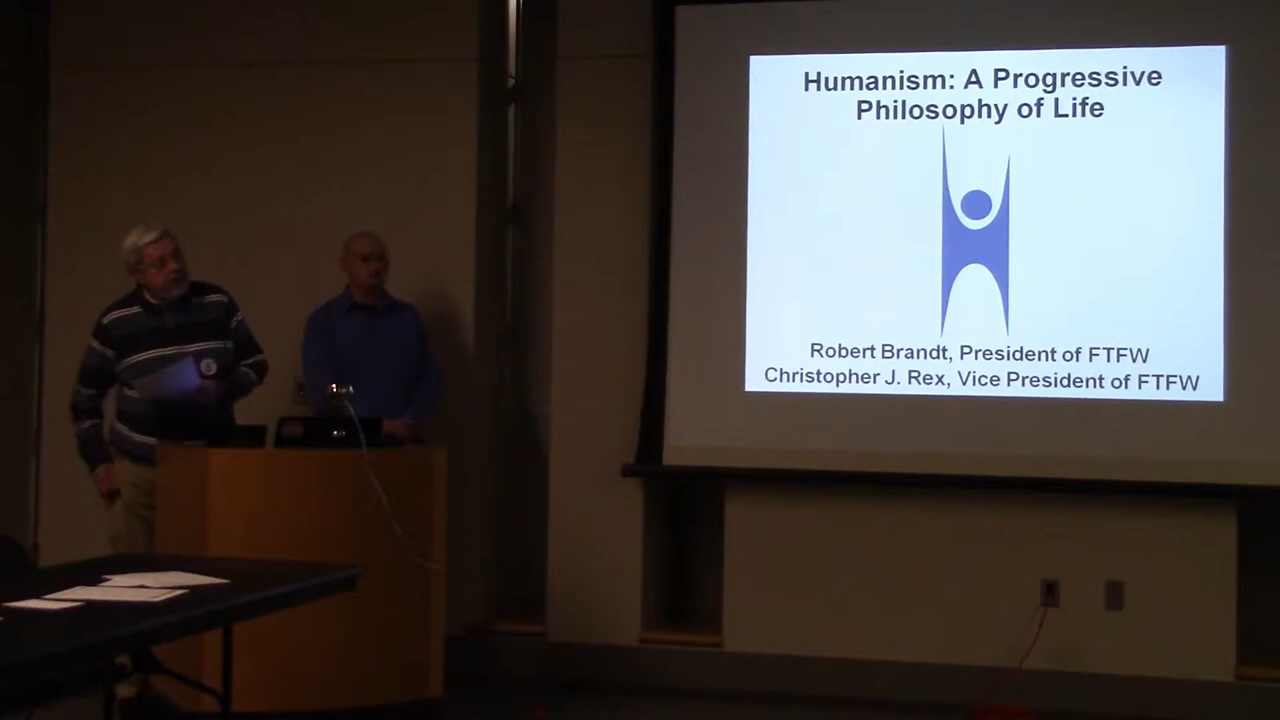 Humanism: A Progressive
Philosophy of Life
Robert Brandt, President of FTFW
Christopher J. Rex, Vice President of FTFW